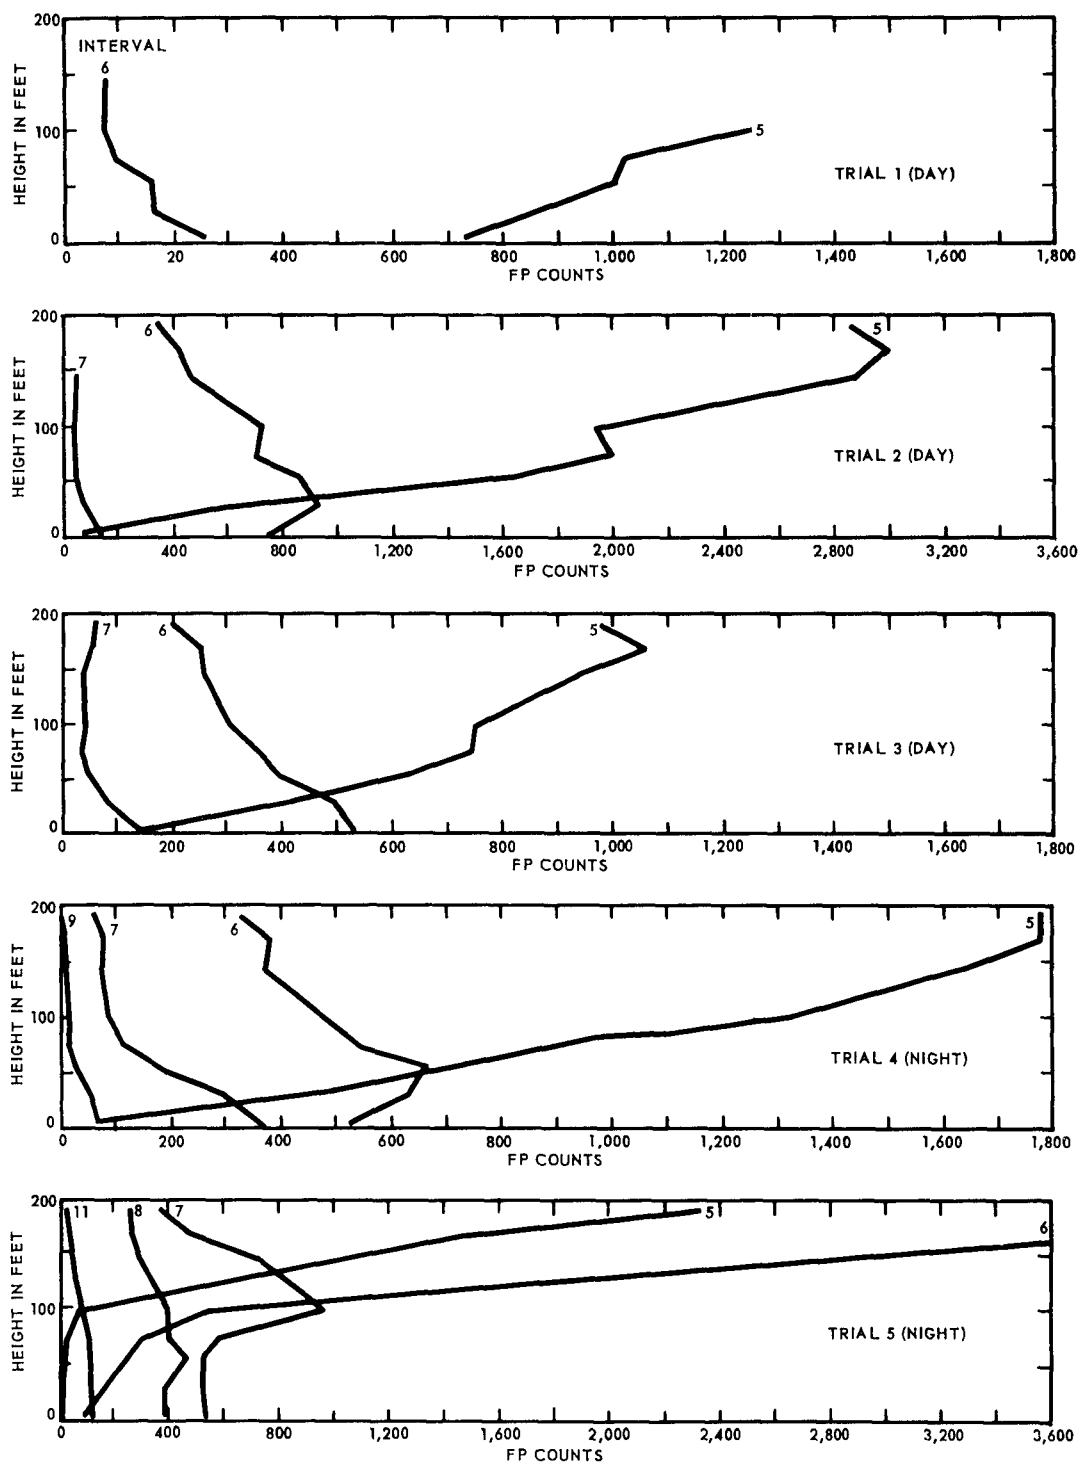 200
INTERVAL
6
100
5
TRIAL 1 (DAY)
0
HEIGHT IN FEET
0 20 400 600 800 1.000 1,200 1,400 1,600 1,800
FP COUNTS
200
6
5
7
100
TRIAL 2 (DAY)
0
HEIGHT IN FEET
0 400 800 1,200 1,600 2,000 2,400 2,800 3,200 3,600
FP COUNTS
200
7
6
5
100
TRIAL 3 (DAY)
0
HEIGHT IN FEET
0 200 400 600 800 1,000 1,200 1,400 1,600 1,800
FP COUNTS
200
9
7
6
5
100
TRIAL 4 (NIGHT)
0
HEIGHT IN FEET
0 200 400 600 800 1,000 1,200 1,400 1,600 1,800
FP COUNTS
200
11
8
7
5
6
100
TRIAL 5 (NIGHT)
0
HEIGHT IN FEET
0 400 800 1,200 1,600 2,000 2,400 2,800 3,200 3,600
FP COUNTS